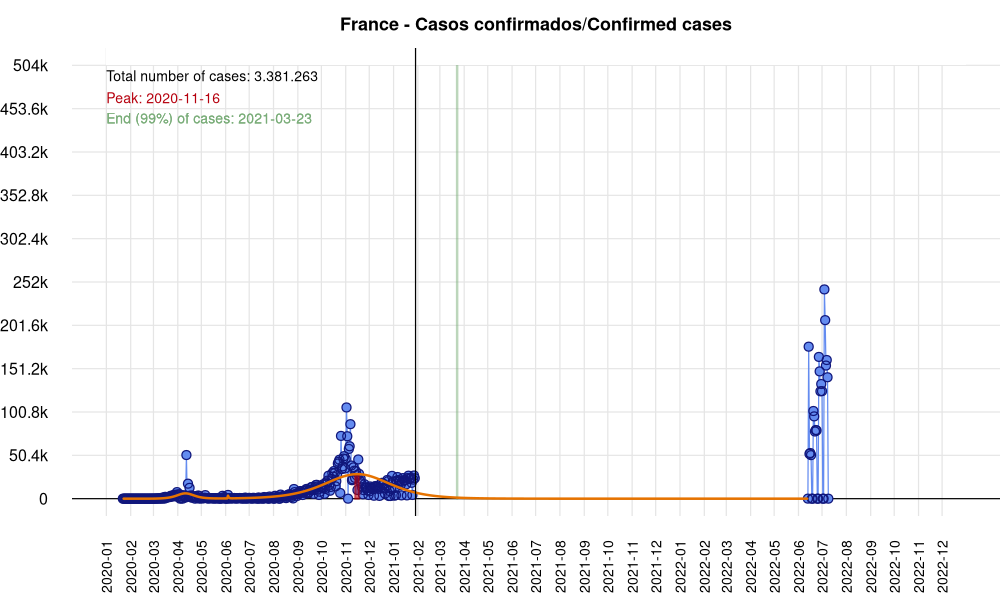 France - Casos confirmados/Confirmed cases
Total number of cases: 3.381.263
Peak: 2020-11-16
End (99%) of cases: 2021-03-23
504k
453.6k
403.2k
352.8k
302.4k
252k
201.6k
151.2k
100.8k
50.4k
0
2020-01
2020-02
2020-03
2020-04
2020-05
2020-06
2020-07
2020-08
2020-09
2020-10
2020-11
2020-12
2021-01
2021-02
2021-03
2021-04
2021-05
2021-06
2021-07
2021-08
2021-09
2021-10
2021-11
2021-12
2022-01
2022-02
2022-03
2022-04
2022-05
2022-06
2022-07
2022-08
2022-09
2022-10
2022-11
2022-12